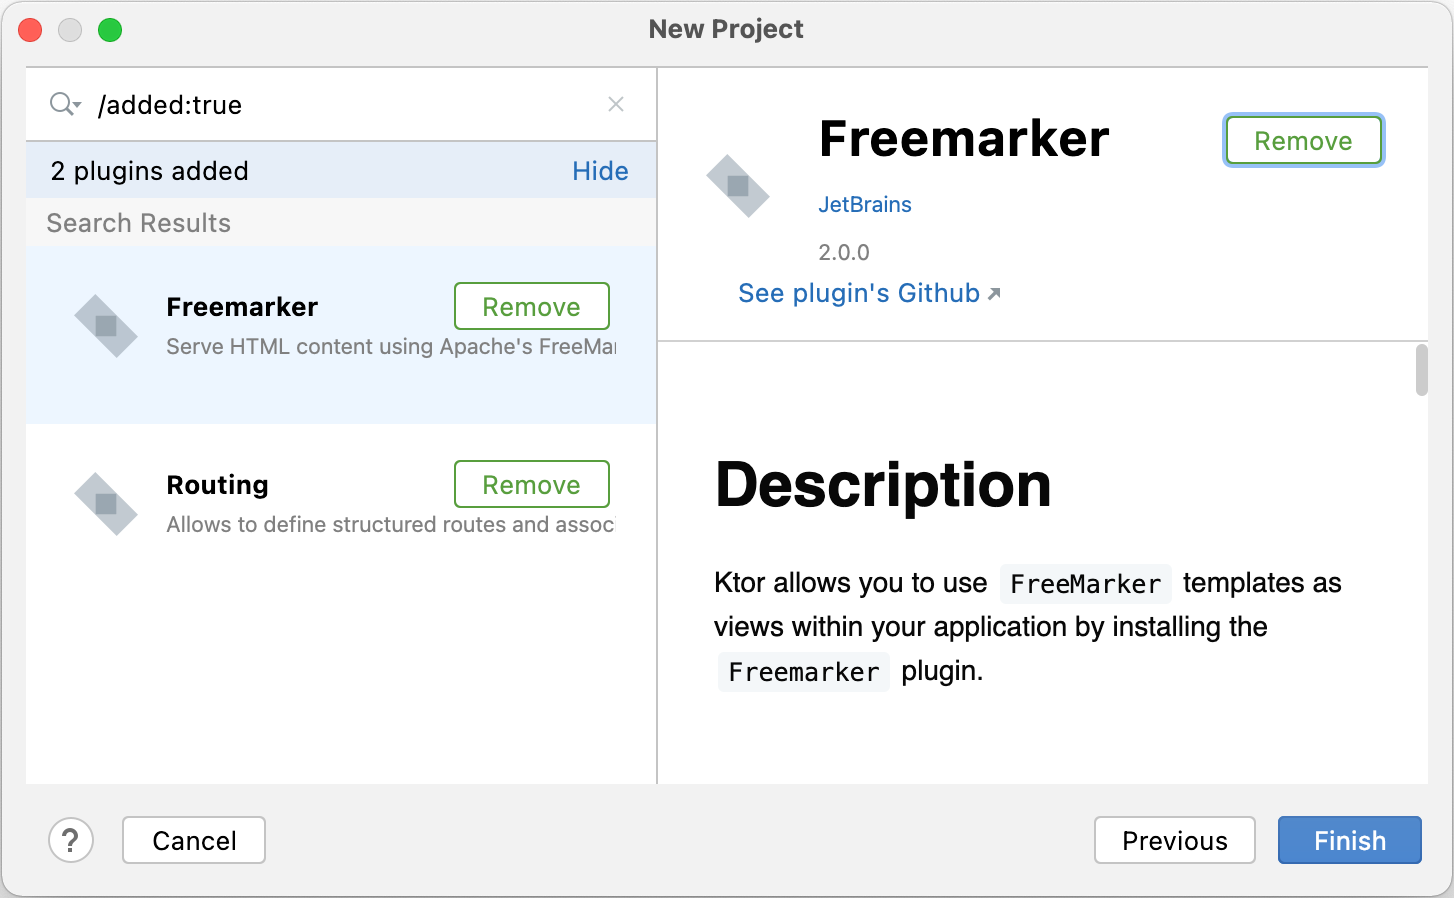 New Project
/added:true
2 plugins added
Hide
Search Results
Freemarker
Remove
Serve HTML content using Apache's
Routing
Remove
Allows to define structured routes and
Freemarker
Remove
JetBrains
2.0.0
See plugin's Github
Description
Ktor allows you to use FreeMarker templates as
views within your application by installing the
Freemarker plugin.
?
Cancel
Previous
Finish